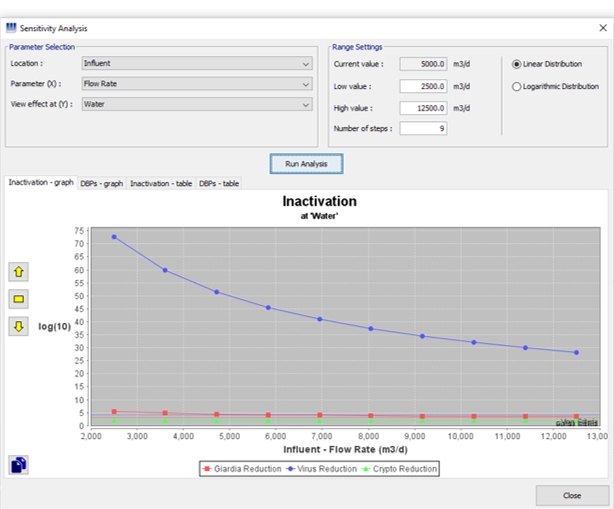 Sensitivity Analysis
Parameter Selection
Location :
Influent
Parameter (X) :
Flow Rate
View effect at (Y) :
Water
Range Settings
Current value :
5000.0
m3/d
Low value :
2500.0
m3/d
High value :
12500.0
m3/d
Number of steps :
9
Linear Distribution
Logarithmic Distribution
Run Analysis
Inactivation - graph
DBPs - graph
Inactivation - table
DBPs - table
Inactivation
at 'Water'
75
70
65
60
55
50
45
40
35
30
25
20
15
10
5
0
log(10)
2,000
3,000
4,000
5,000
6,000
7,000
8,000
9,000
10,000
11,000
12,000
13,00
Influent - Flow Rate (m3/d)
Giardia Reduction
Virus Reduction
Crypto Reduction
Close